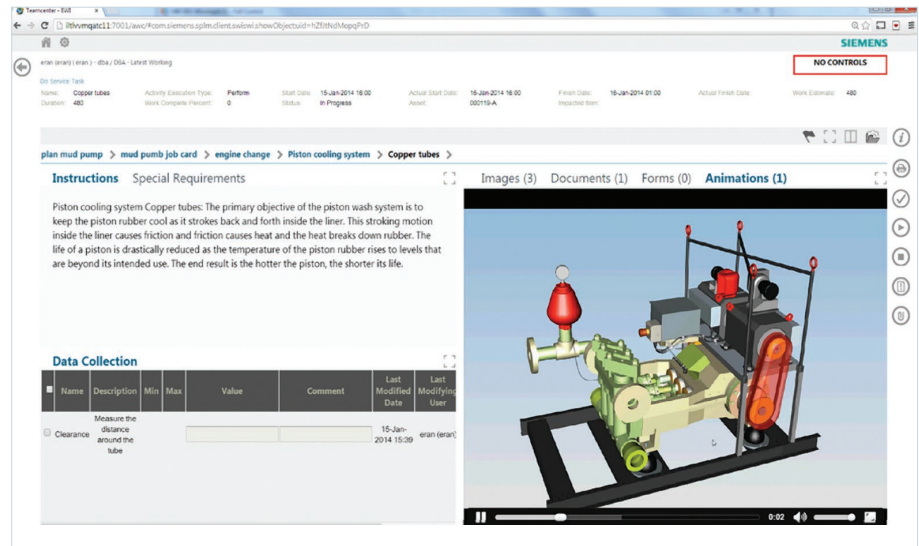 Teamcenter - SWI
iltlvvmqatc11:7001/awc/#com.siemens.splm.client.swi:swi.showObject:uid=hZfJtNdMopqPrD
SIEMENS
eran (eran) ( eran ) - dba / DBA - Latest Working
NO CONTROLS
Do Service Task
Name: Copper tubes Activity Execution Type: Perform Start Date: 15-Jan-2014 16:00 Actual Start Date: 16-Jan-2014 16:00 Finish Date: 16-Jan-2014 01:00 Actual Finish Date: Work Estimate: 480
Duration: 480 Work Complete Percent: 0 Status: In Progress Asset: 000119-A Impacted Item:
plan mud pump > mud pumb job card > engine change > Piston cooling system > Copper tubes >
Instructions Special Requirements
Piston cooling system Copper tubes: The primary objective of the piston wash system is to
keep the piston rubber cool as it strokes back and forth inside the liner. This stroking motion
inside the liner causes friction and friction causes heat and the heat breaks down rubber. The
life of a piston is drastically reduced as the temperature of the piston rubber rises to levels that
are beyond its intended use. The end result is the hotter the piston, the shorter its life.
Images (3) Documents (1) Forms (0) Animations (1)
Data Collection
Name Description Min Max Value Comment Last Modified Date Last Modifying User
Clearance Measure the distance around the tube 15-Jan-2014 15:39 eran (eran)
0:02